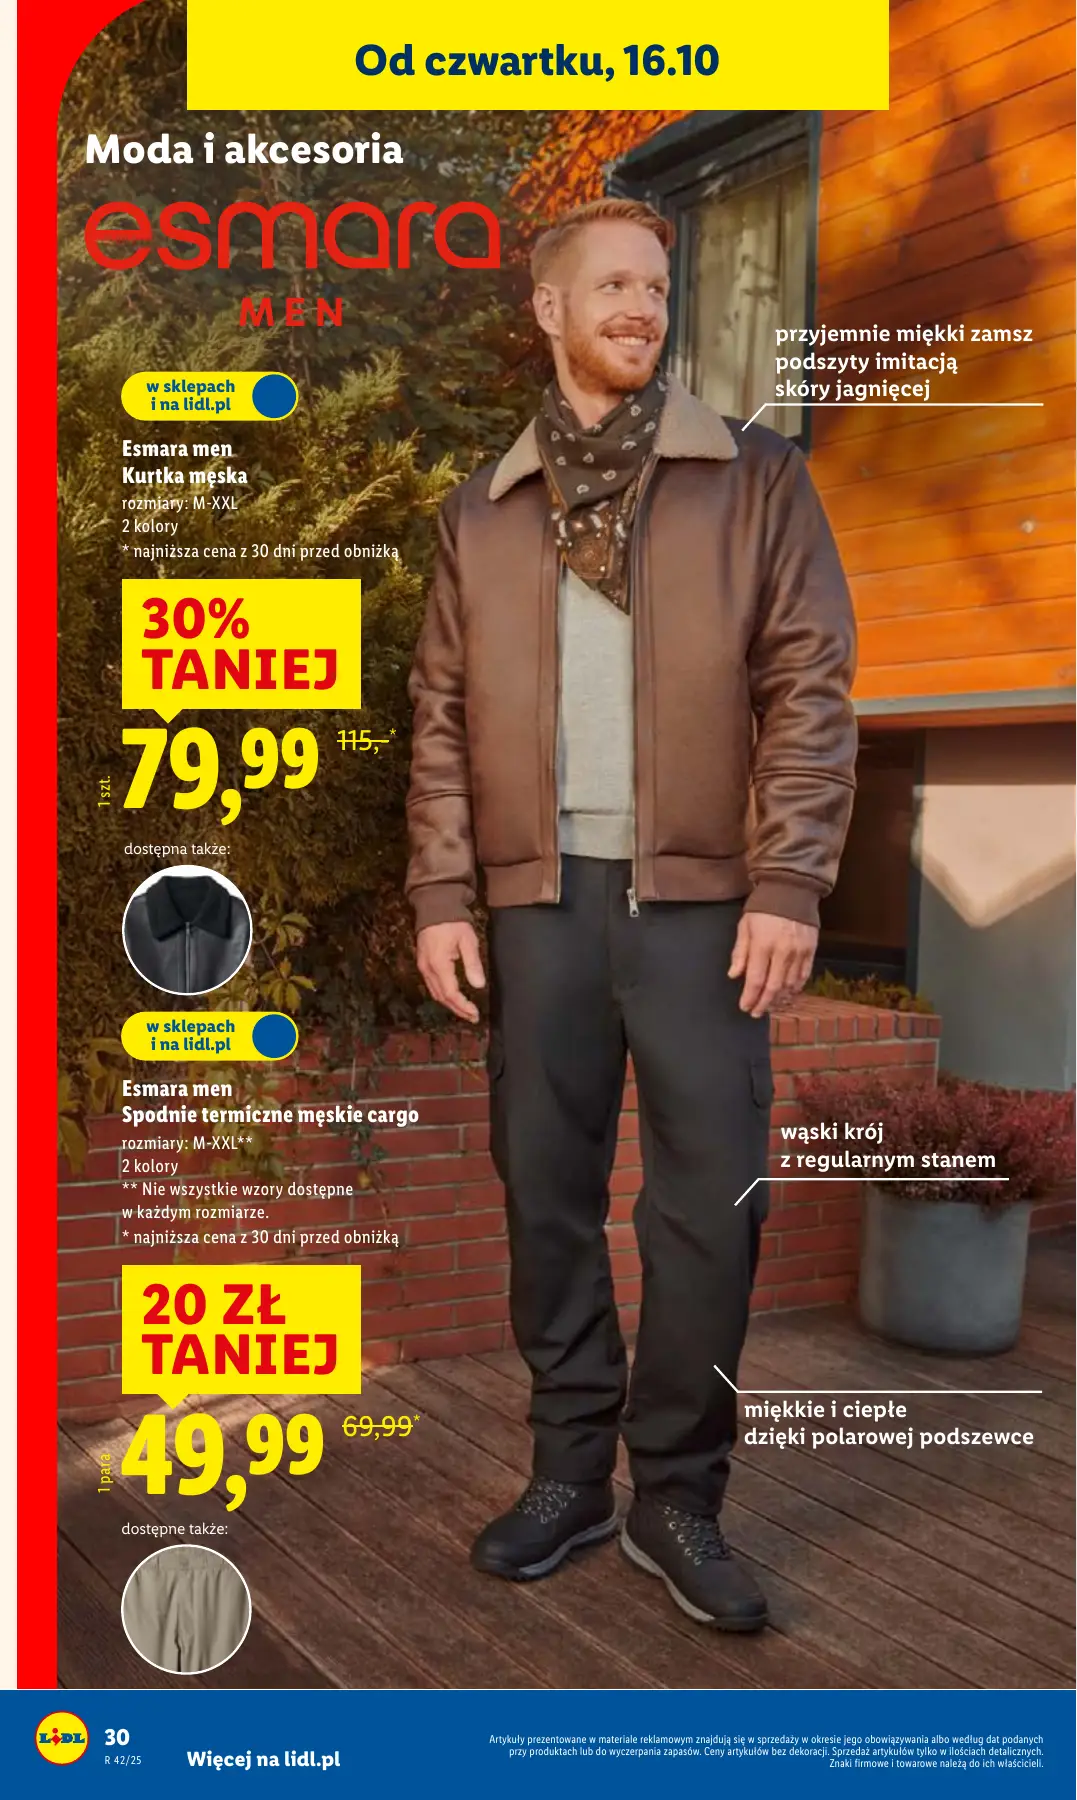 Od czwartku, 16.10
Moda i akcesoria
esmara
MEN
przyjemnie miękki zamsz
podszyty imitacją
skóry jagnięcej
w sklepach
i na lidl.pl
Esmara men
Kurtka męska
rozmiary: M-XXL
2 kolory
* najniższa cena z 30 dni przed obniżką
30%
TANIEJ
79,99
115,-*
1 szt.
dostępna także:
w sklepach
i na lidl.pl
Esmara men
Spodnie termiczne męskie cargo
rozmiary: M-XXL**
2 kolory
** Nie wszystkie wzory dostępne
w każdym rozmiarze.
* najniższa cena z 30 dni przed obniżką
wąski krój
z regularnym stanem
20 ZŁ
TANIEJ
49,99
69,99*
1 para
miękkie i ciepłe
dzięki polarowej podszewce
dostępne także:
LIDL
30
R 42/25
Więcej na lidl.pl
Artykuły prezentowane w materiale reklamowym znajdują się w sprzedaży w okresie jego obowiązywania albo według dat podanych
przy produktach lub do wyczerpania zapasów. Ceny artykułów bez dekoracji. Sprzedaż artykułów tylko w ilościach detalicznych.
Znaki firmowe i towarowe należą do ich właścicieli.